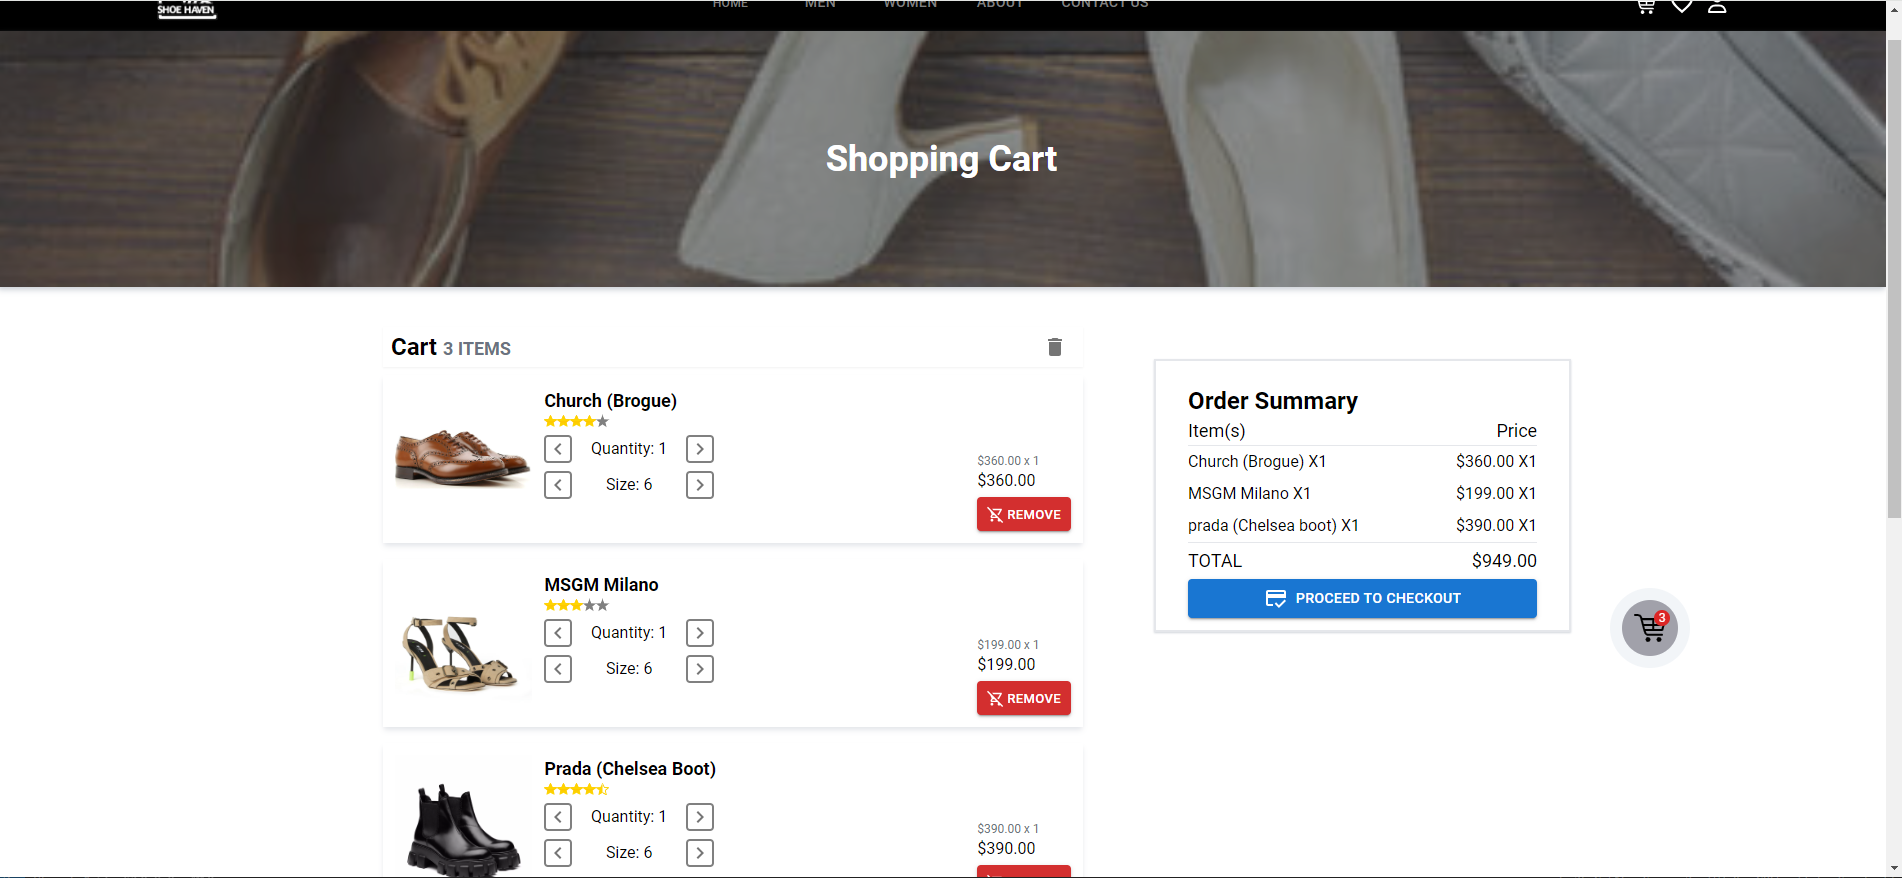 SHOE HAVEN
HOME MEN WOMEN ABOUT CONTACT US
Shopping Cart
Cart 3 ITEMS
Church (Brogue)
Quantity: 1
Size: 6
$360.00 x 1
$360.00
REMOVE
MSGM Milano
Quantity: 1
Size: 6
$199.00 x 1
$199.00
REMOVE
Prada (Chelsea Boot)
Quantity: 1
Size: 6
$390.00 x 1
$390.00
Order Summary
Item(s) Price
Church (Brogue) X1 $360.00 X1
MSGM Milano X1 $199.00 X1
prada (Chelsea boot) X1 $390.00 X1
TOTAL $949.00
PROCEED TO CHECKOUT
3